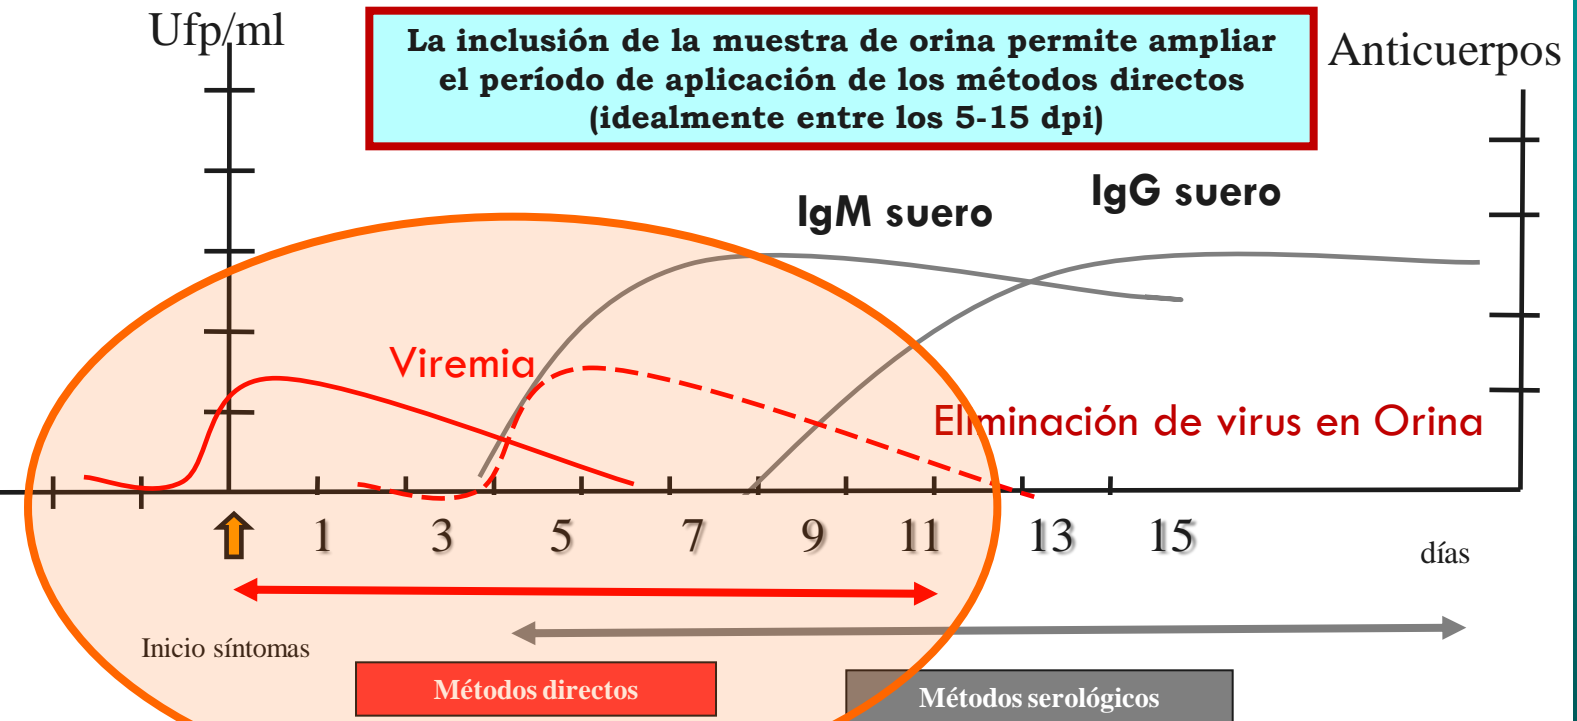 Ufp/ml
La inclusión de la muestra de orina permite ampliar
el período de aplicación de los métodos directos
(idealmente entre los 5-15 dpi)
Anticuerpos
IgM suero
IgG suero
Viremia
Eliminación de virus en Orina
1 3 5 7 9 11 13 15
días
Inicio síntomas
Métodos directos
Métodos serológicos